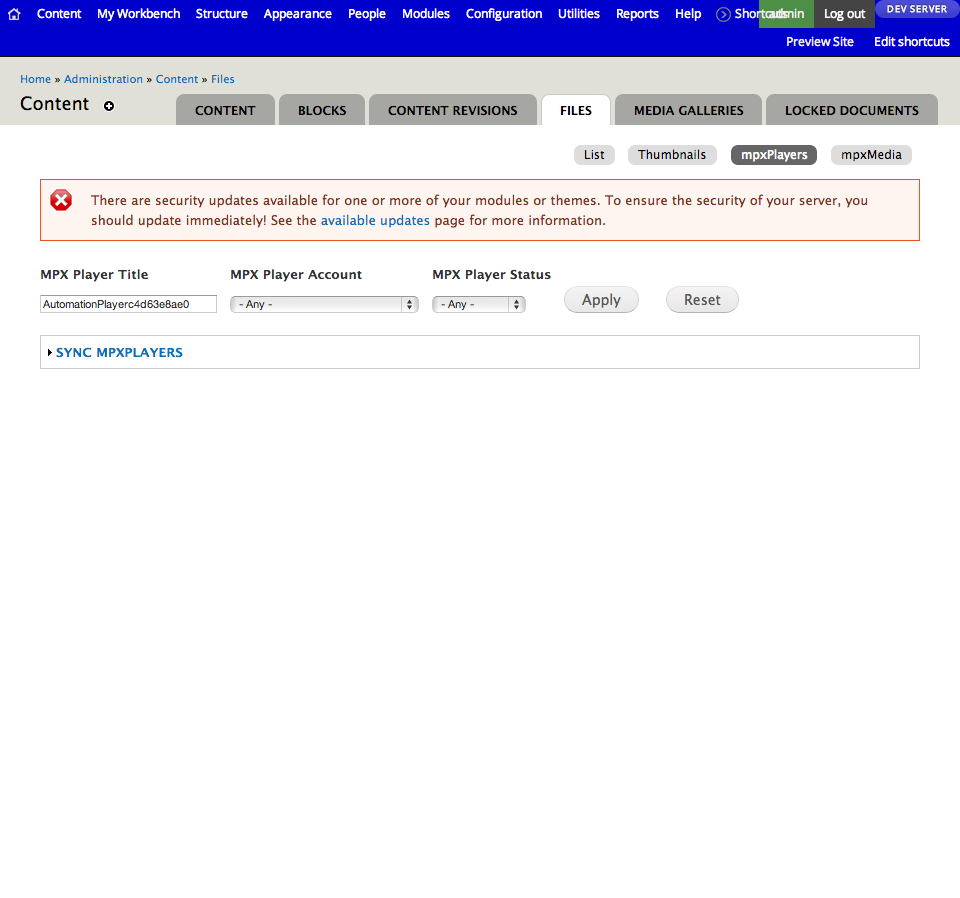 Content My Workbench Structure Appearance People Modules Configuration Utilities Reports Help Shortcuts admin Log out DEV SERVER
Preview Site Edit shortcuts
Home » Administration » Content » Files
Content
CONTENT BLOCKS CONTENT REVISIONS FILES MEDIA GALLERIES LOCKED DOCUMENTS
List Thumbnails mpxPlayers mpxMedia
There are security updates available for one or more of your modules or themes. To ensure the security of your server, you
should update immediately! See the available updates page for more information.
MPX Player Title MPX Player Account MPX Player Status
AutomationPlayerc4d63e8ae0 - Any - - Any - Apply Reset
SYNC MPXPLAYERS